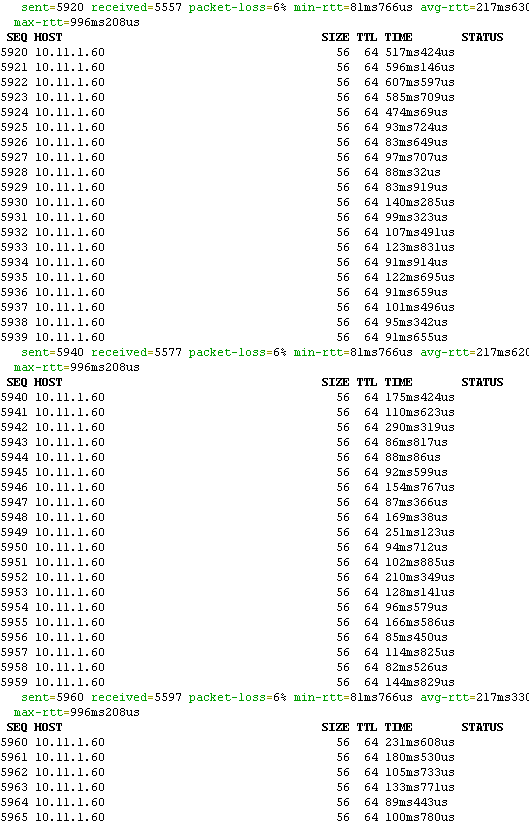 sent=5920 received=5557 packet-loss=6% min-rtt=81ms766us avg-rtt=217ms630
max-rtt=996ms208us
SEQ HOST SIZE TTL TIME STATUS
5920 10.11.1.60 56 64 517ms424us
5921 10.11.1.60 56 64 596ms146us
5922 10.11.1.60 56 64 607ms597us
5923 10.11.1.60 56 64 585ms709us
5924 10.11.1.60 56 64 474ms69us
5925 10.11.1.60 56 64 93ms724us
5926 10.11.1.60 56 64 83ms649us
5927 10.11.1.60 56 64 97ms707us
5928 10.11.1.60 56 64 88ms32us
5929 10.11.1.60 56 64 83ms919us
5930 10.11.1.60 56 64 140ms285us
5931 10.11.1.60 56 64 99ms323us
5932 10.11.1.60 56 64 107ms491us
5933 10.11.1.60 56 64 123ms831us
5934 10.11.1.60 56 64 91ms914us
5935 10.11.1.60 56 64 122ms695us
5936 10.11.1.60 56 64 91ms659us
5937 10.11.1.60 56 64 101ms496us
5938 10.11.1.60 56 64 95ms342us
5939 10.11.1.60 56 64 91ms655us
sent=5940 received=5577 packet-loss=6% min-rtt=81ms766us avg-rtt=217ms620
max-rtt=996ms208us
SEQ HOST SIZE TTL TIME STATUS
5940 10.11.1.60 56 64 175ms424us
5941 10.11.1.60 56 64 110ms623us
5942 10.11.1.60 56 64 290ms319us
5943 10.11.1.60 56 64 86ms817us
5944 10.11.1.60 56 64 88ms86us
5945 10.11.1.60 56 64 92ms599us
5946 10.11.1.60 56 64 154ms767us
5947 10.11.1.60 56 64 87ms366us
5948 10.11.1.60 56 64 169ms38us
5949 10.11.1.60 56 64 251ms123us
5950 10.11.1.60 56 64 94ms712us
5951 10.11.1.60 56 64 102ms885us
5952 10.11.1.60 56 64 210ms349us
5953 10.11.1.60 56 64 128ms141us
5954 10.11.1.60 56 64 96ms579us
5955 10.11.1.60 56 64 166ms586us
5956 10.11.1.60 56 64 85ms450us
5957 10.11.1.60 56 64 114ms825us
5958 10.11.1.60 56 64 82ms526us
5959 10.11.1.60 56 64 144ms829us
sent=5960 received=5597 packet-loss=6% min-rtt=81ms766us avg-rtt=217ms330
max-rtt=996ms208us
SEQ HOST SIZE TTL TIME STATUS
5960 10.11.1.60 56 64 231ms608us
5961 10.11.1.60 56 64 180ms530us
5962 10.11.1.60 56 64 105ms733us
5963 10.11.1.60 56 64 133ms771us
5964 10.11.1.60 56 64 89ms443us
5965 10.11.1.60 56 64 100ms780us